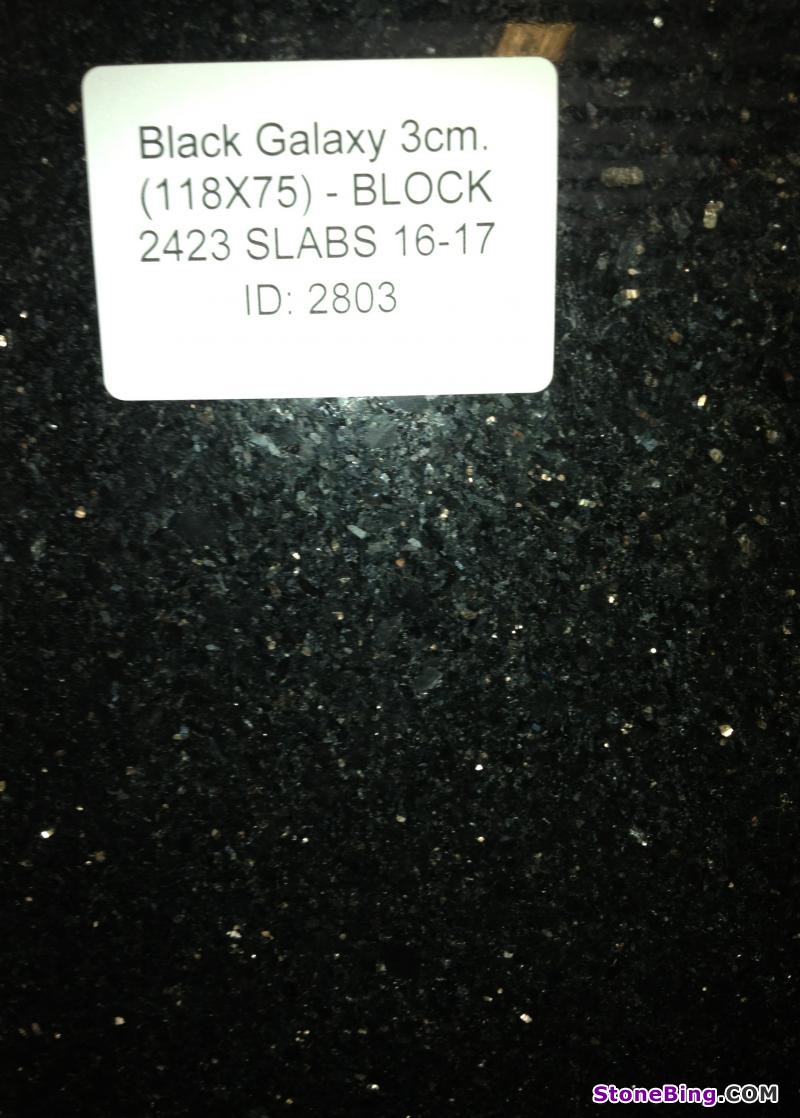 Black Galaxy 3cm.
(118X75) - BLOCK
2423 SLABS 16-17
ID: 2803
StoneBing.COM